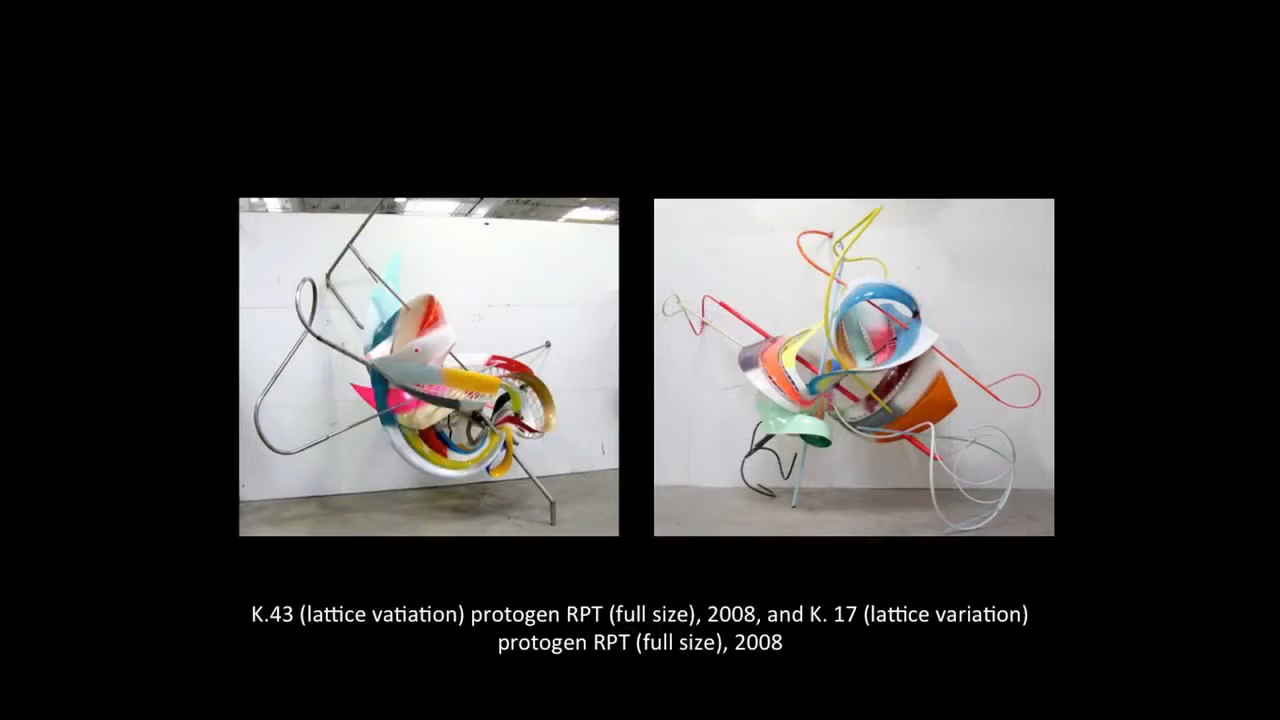 K.43 (lattice vatiation) protogen RPT (full size), 2008, and K. 17 (lattice variation)
protogen RPT (full size), 2008